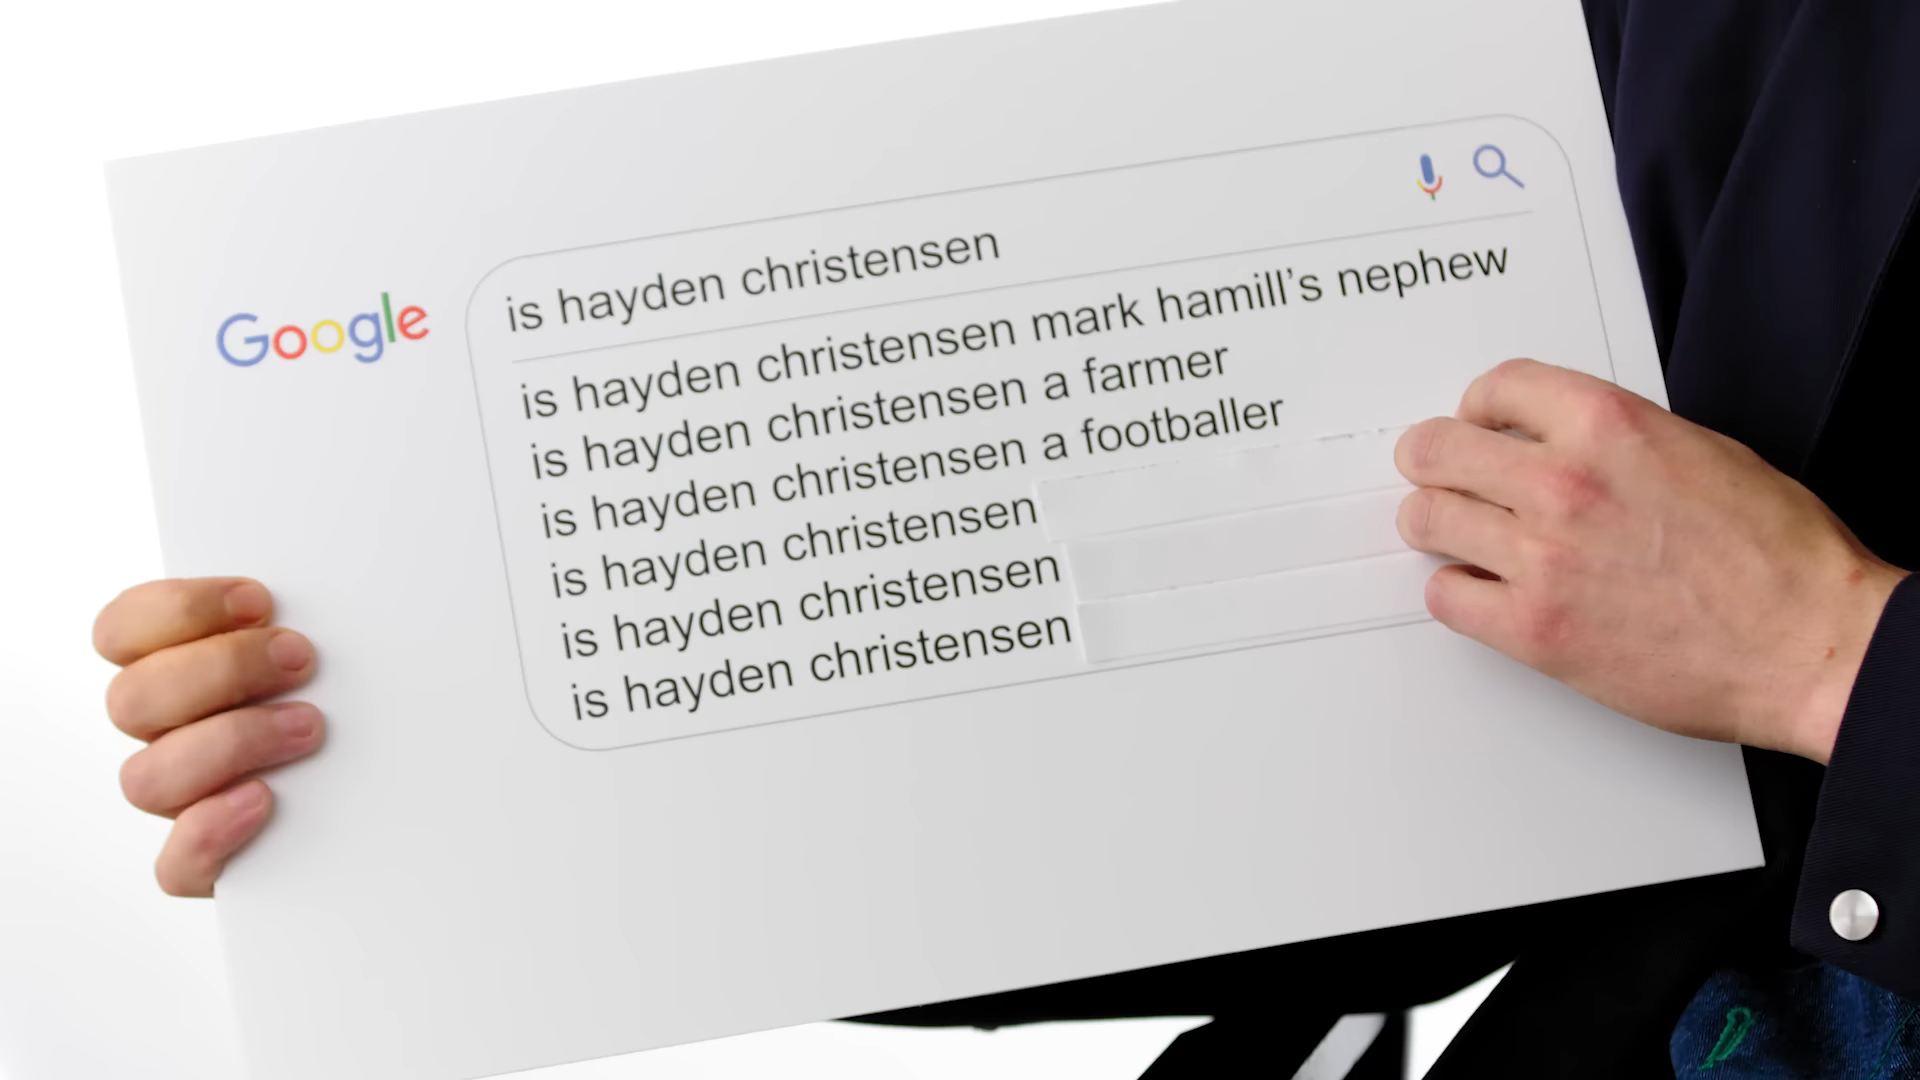 Google
is hayden christensen
is hayden christensen mark hamill’s nephew
is hayden christensen a farmer
is hayden christensen a footballer
is hayden christensen
is hayden christensen
is hayden christensen